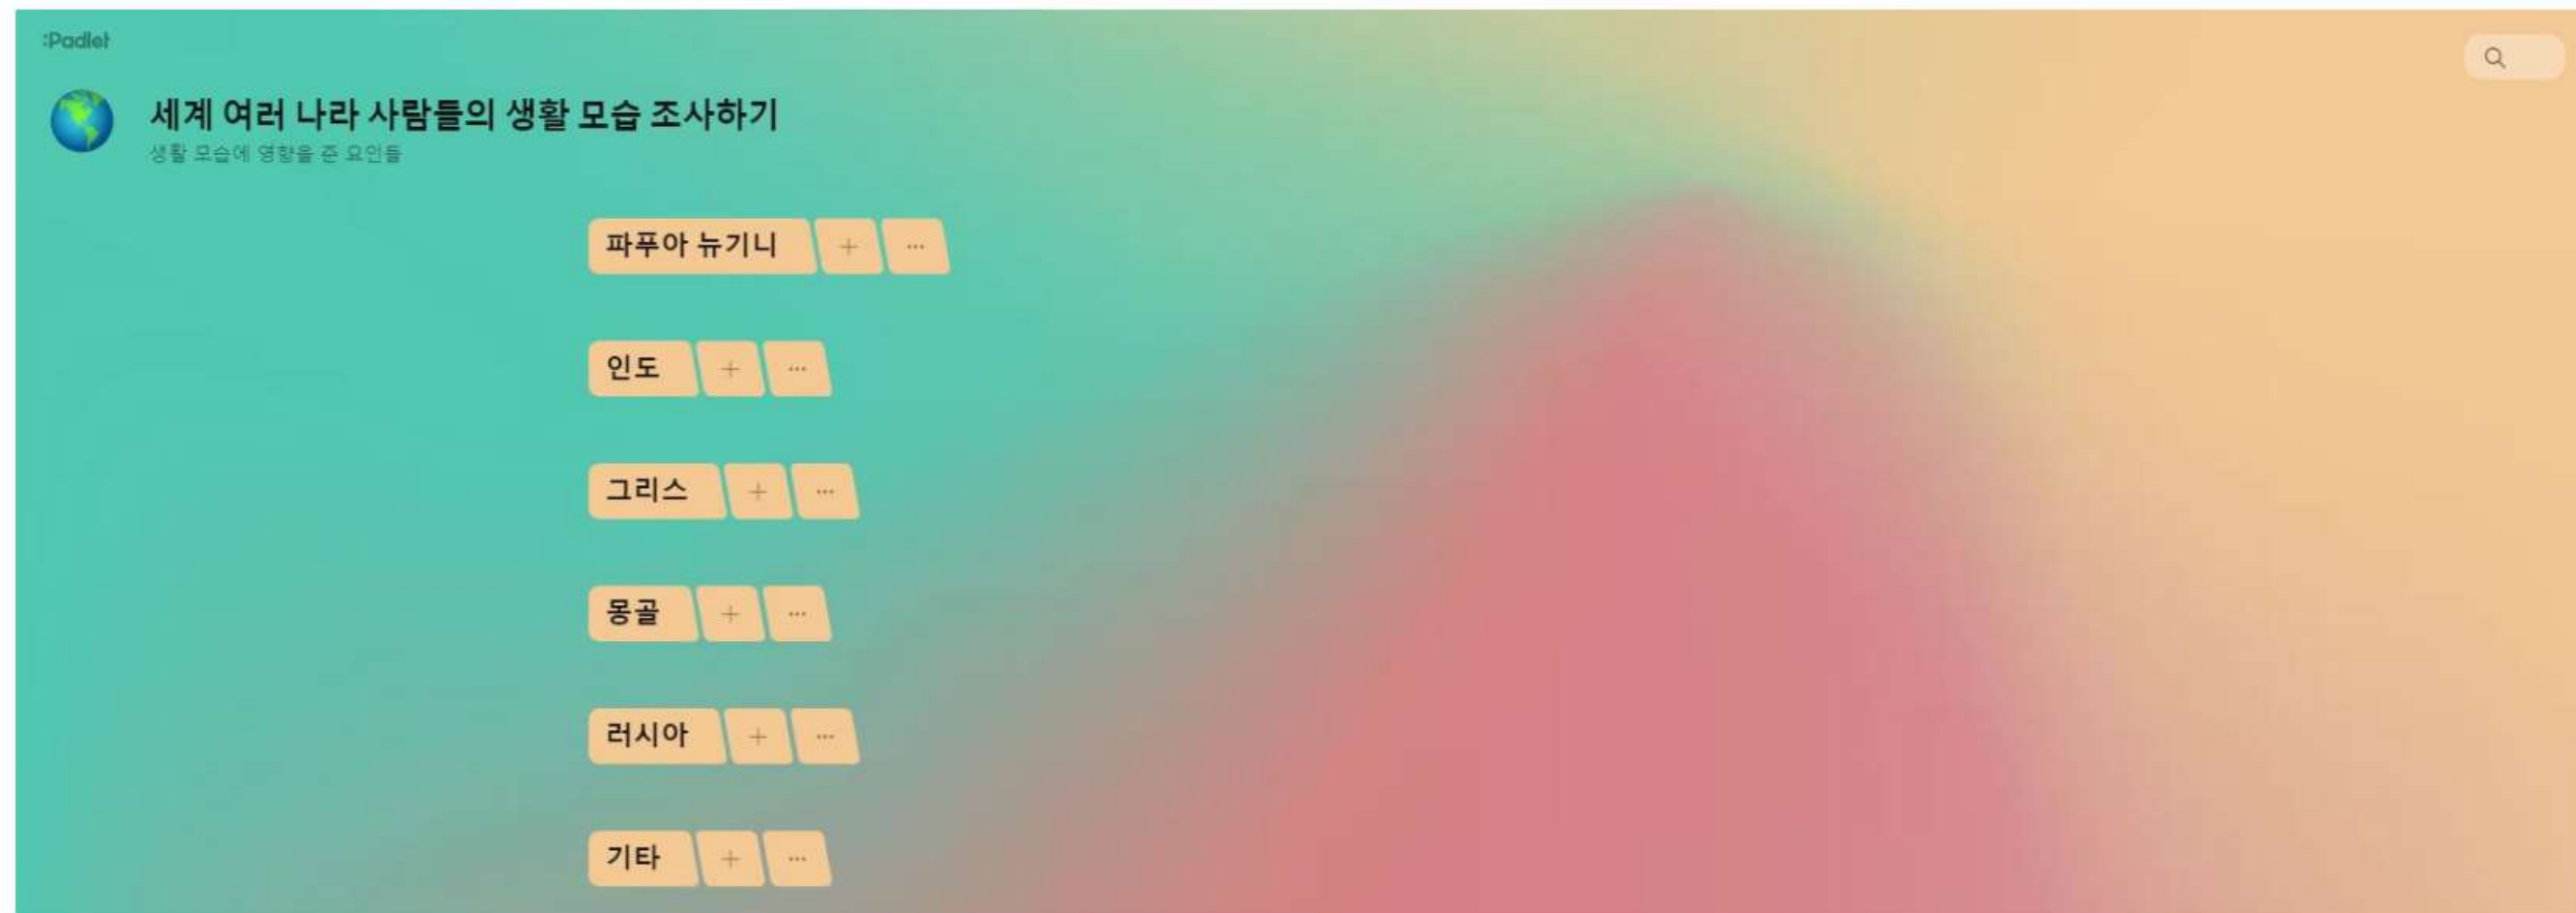 :Padlet
세계 여러 나라 사람들의 생활 모습 조사하기
생활 모습에 영향을 준 요인들
파푸아 뉴기니
인도
그리스
몽골
러시아
기타